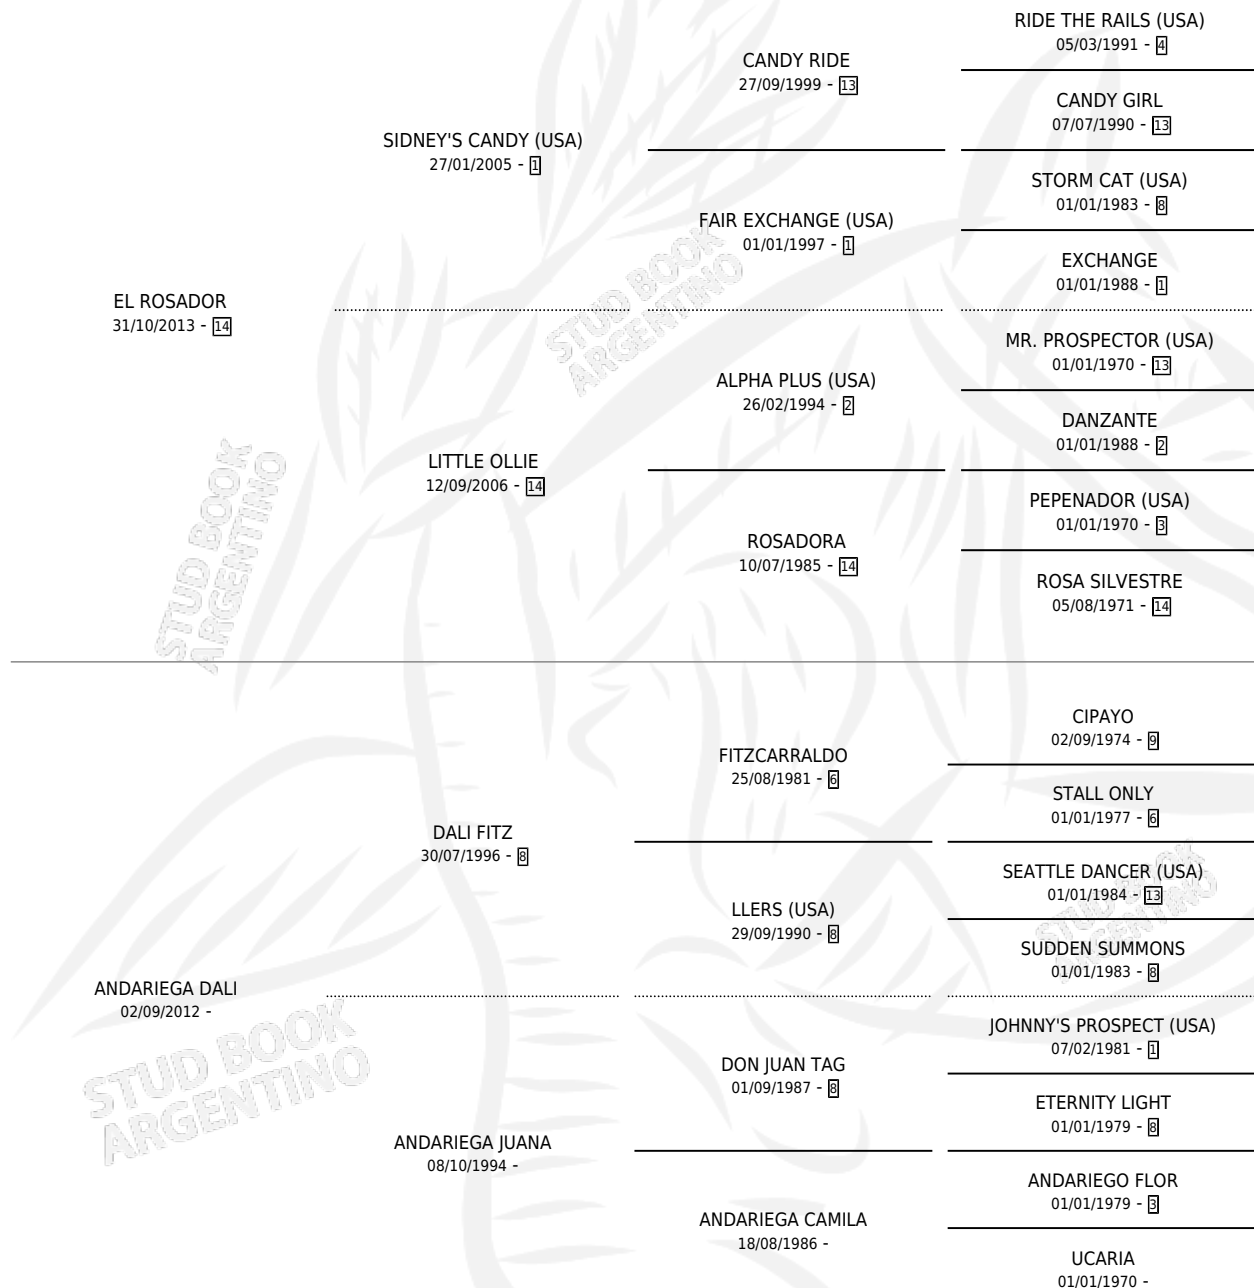 RIDE THE RAILS (USA)
05/03/1991 - 4
CANDY RIDE
27/09/1999 - 13
CANDY GIRL
07/07/1990 - 13
SIDNEY'S CANDY (USA)
27/01/2005 - 1
STORM CAT (USA)
01/01/1983 - 8
FAIR EXCHANGE (USA)
01/01/1997 - 1
EXCHANGE
01/01/1988 - 1
EL ROSADOR
31/10/2013 - 14
MR. PROSPECTOR (USA)
01/01/1970 - 13
ALPHA PLUS (USA)
26/02/1994 - 2
DANZANTE
01/01/1988 - 2
LITTLE OLLIE
12/09/2006 - 14
PEPENADOR (USA)
01/01/1970 - 3
ROSADORA
10/07/1985 - 14
ROSA SILVESTRE
05/08/1971 - 14
CIPAYO
02/09/1974 - 9
FITZCARRALDO
25/08/1981 - 6
STALL ONLY
01/01/1977 - 6
DALI FITZ
30/07/1996 - 8
SEATTLE DANCER (USA)
01/01/1984 - 13
LLERS (USA)
29/09/1990 - 8
SUDDEN SUMMONS
01/01/1983 - 8
ANDARIEGA DALI
02/09/2012 -
JOHNNY'S PROSPECT (USA)
07/02/1981 - 1
DON JUAN TAG
01/09/1987 - 8
ETERNITY LIGHT
01/01/1979 - 8
ANDARIEGA JUANA
08/10/1994 -
ANDARIEGO FLOR
01/01/1979 - 3
ANDARIEGA CAMILA
18/08/1986 -
UCARIA
01/01/1970 -
STUD BOOK
ARGENTINO
STUD BOOK
ARGENTINO
STUD BOOK
ARGENTINO
STUD BOOK
ARGENTINO